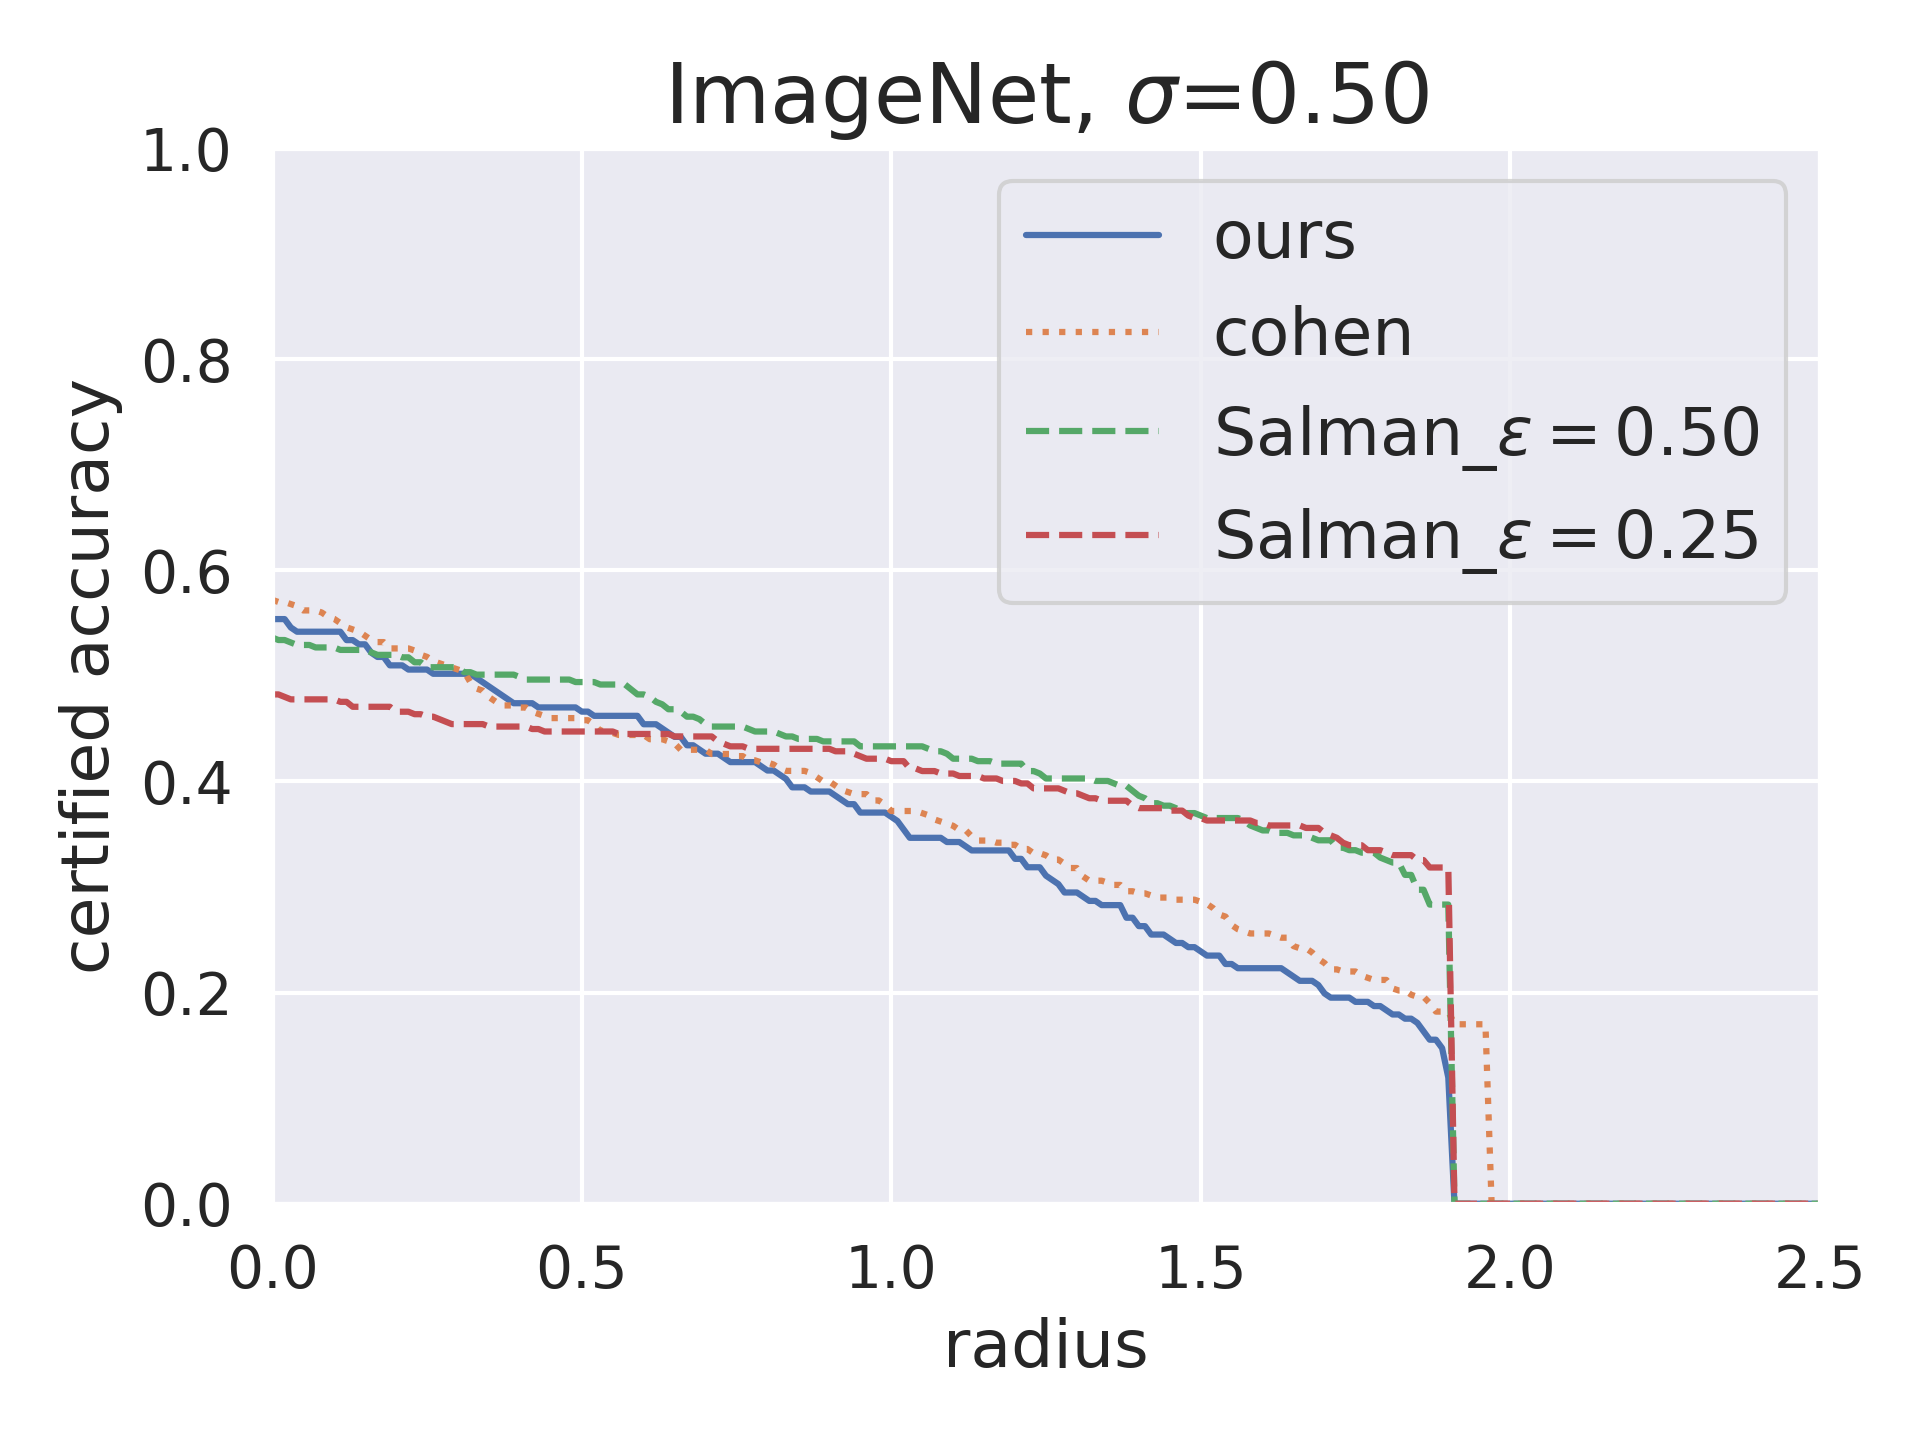 ImageNet, σ=0.50
1.0
0.8
0.6
0.4
0.2
0.0
certified accuracy
ours
cohen
Salman_ε = 0.50
Salman_ε = 0.25
0.0 0.5 1.0 1.5 2.0 2.5
radius